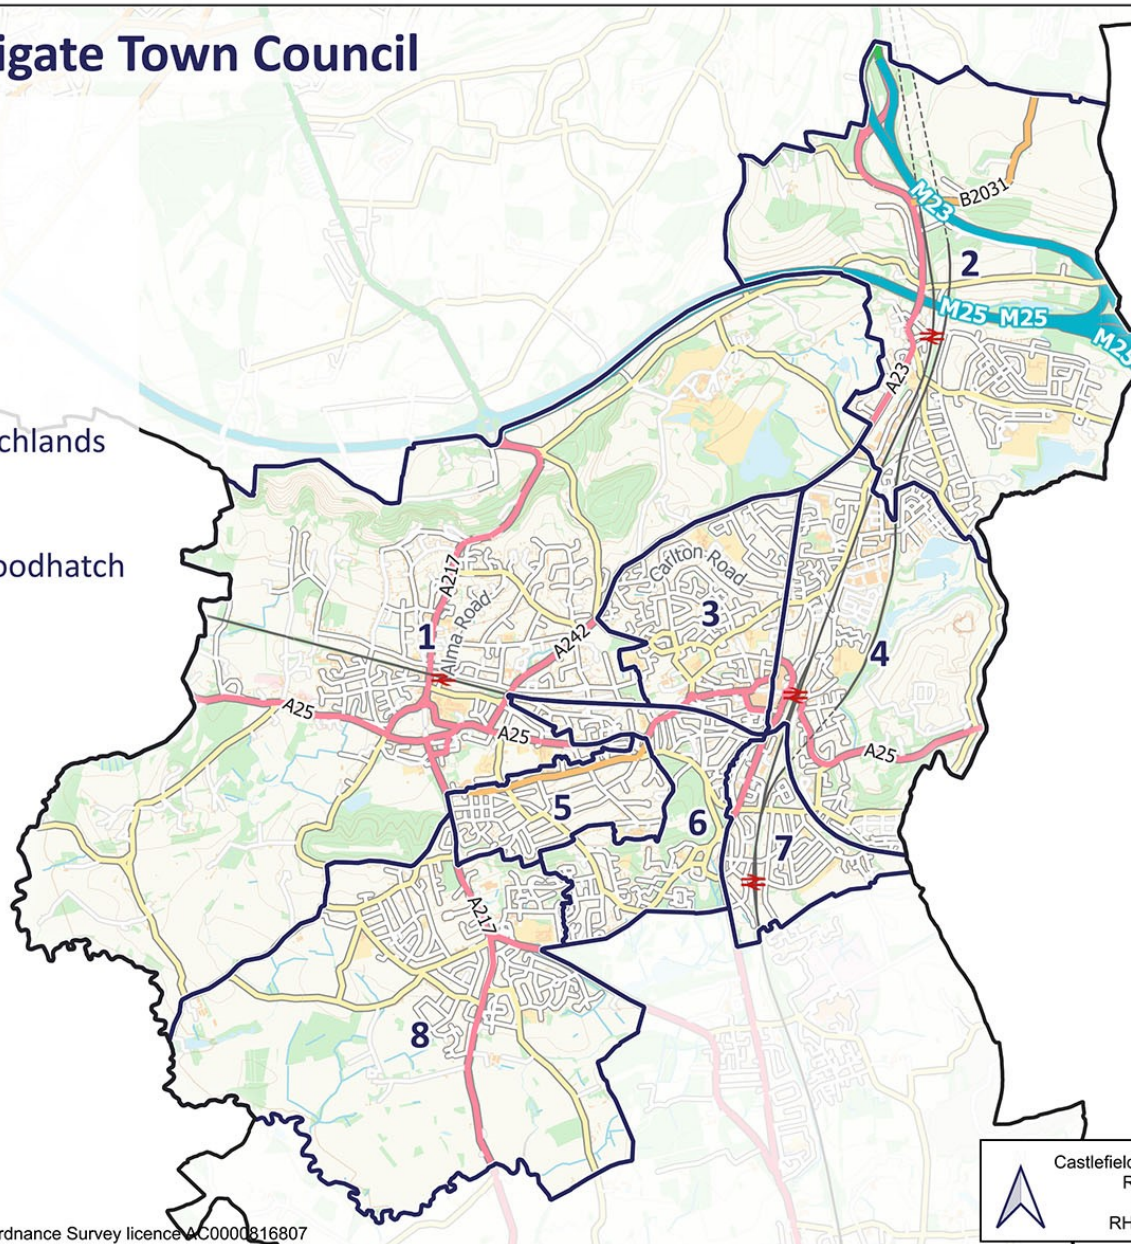 igate Town Council
M23
B2031
2
M25 M25
M25
A23
chlands
oodhatch
A217
Carlton Road
3
1
Alma Road
A242
4
A25
A25
A25
5
6
7
A217
8
Castlefield
R
RH
rdnance Survey licence AC0000816807